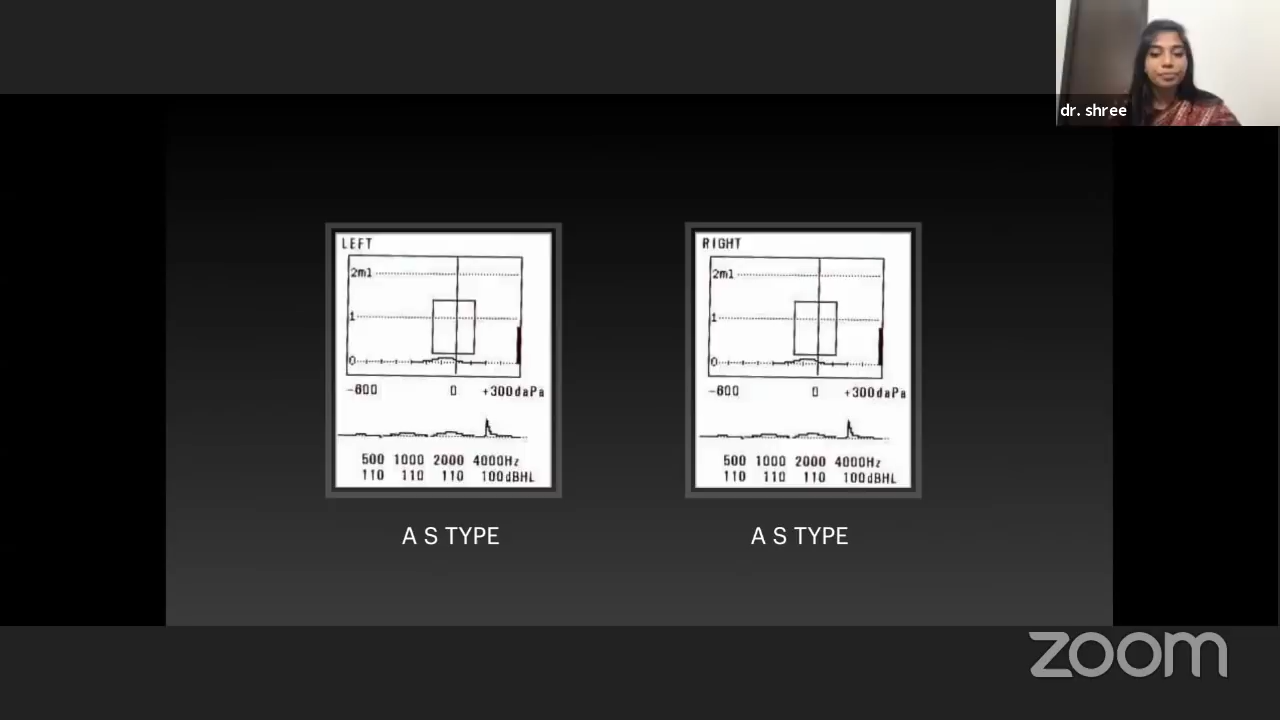 dr. shree
LEFT
2ml
1
0
-600 0 +300daPa
500 1000 2000 4000Hz
110 110 110 100dBHL
A S TYPE
RIGHT
2ml
1
0
-600 0 +300daPa
500 1000 2000 4000Hz
110 110 110 100dBHL
A S TYPE
zoom